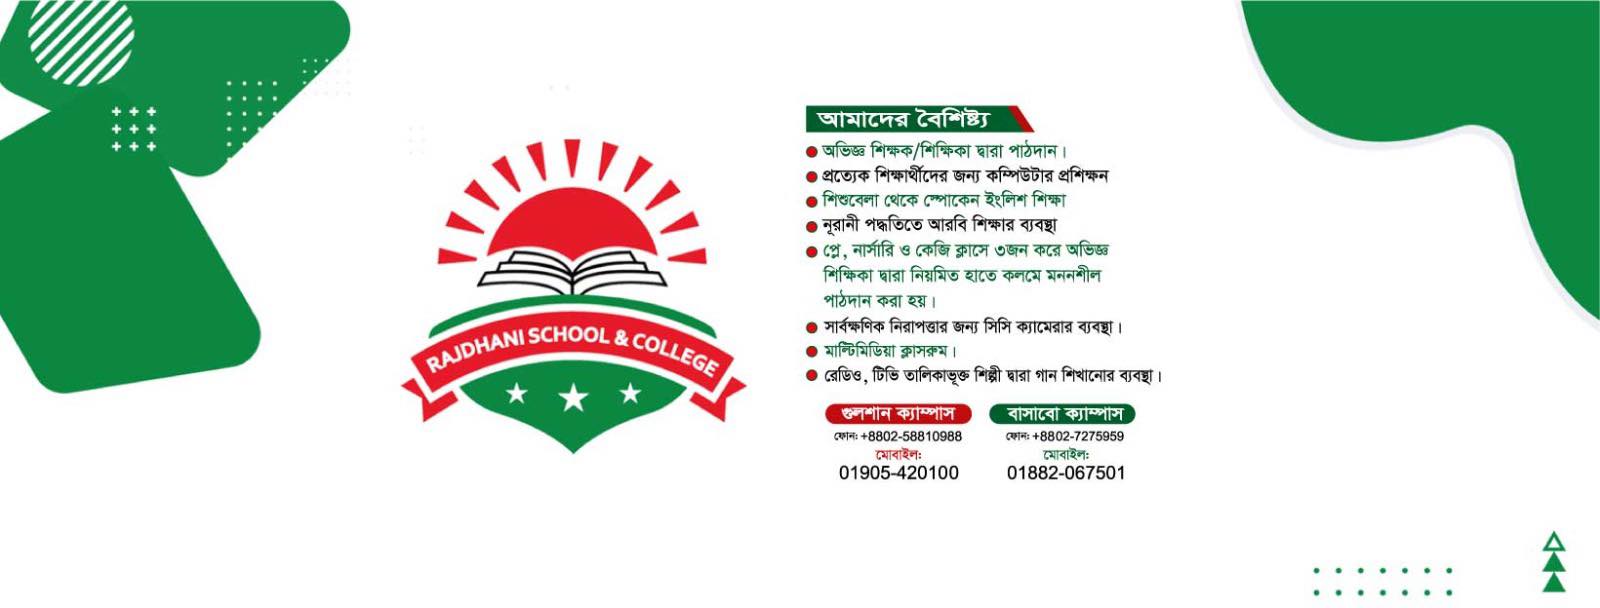 RAJDHANI SCHOOL & COLLEGE
আমাদের বৈশিষ্ট্য
অভিজ্ঞ শিক্ষক/শিক্ষিকা দ্বারা পাঠদান।
প্রত্যেক শিক্ষার্থীদের জন্য কম্পিউটার প্রশিক্ষন
শিশুবেলা থেকে স্পোকেন ইংলিশ শিক্ষা
নূরানী পদ্ধতিতে আরবি শিক্ষার ব্যবস্থা
প্লে, নার্সারি ও কেজি ক্লাসে ৩জন করে অভিজ্ঞ
শিক্ষিকা দ্বারা নিয়মিত হাতে কলমে মননশীল
পাঠদান করা হয়।
সার্বক্ষণিক নিরাপত্তার জন্য সিসি ক্যামেরার ব্যবস্থা।
মাল্টিমিডিয়া ক্লাসরুম।
রেডিও, টিভি তালিকাভূক্ত শিল্পী দ্বারা গান শিখানোর ব্যবস্থা।
গুলশান ক্যাম্পাস
ফোন: +8802-58810988
মোবাইল:
01905-420100
বাসাবো ক্যাম্পাস
ফোন: +8802-7275959
মোবাইল:
01882-067501